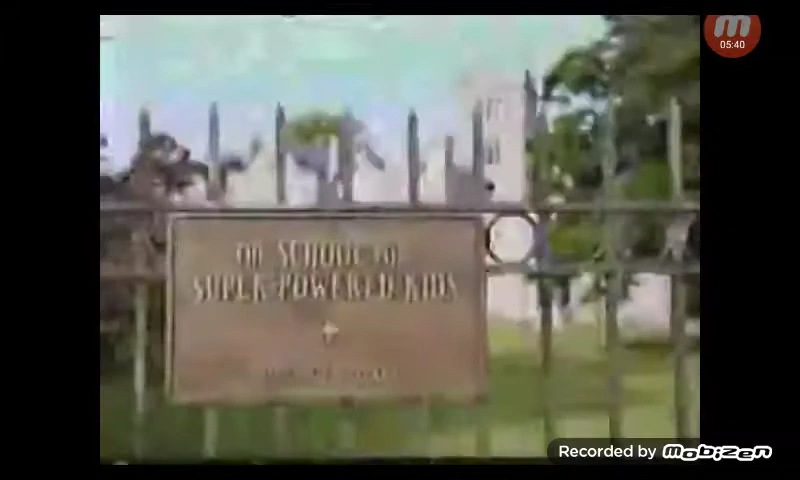 05:40
THE SCHOOL FOR
SUPER-POWERED KIDS
Recorded by mobizen